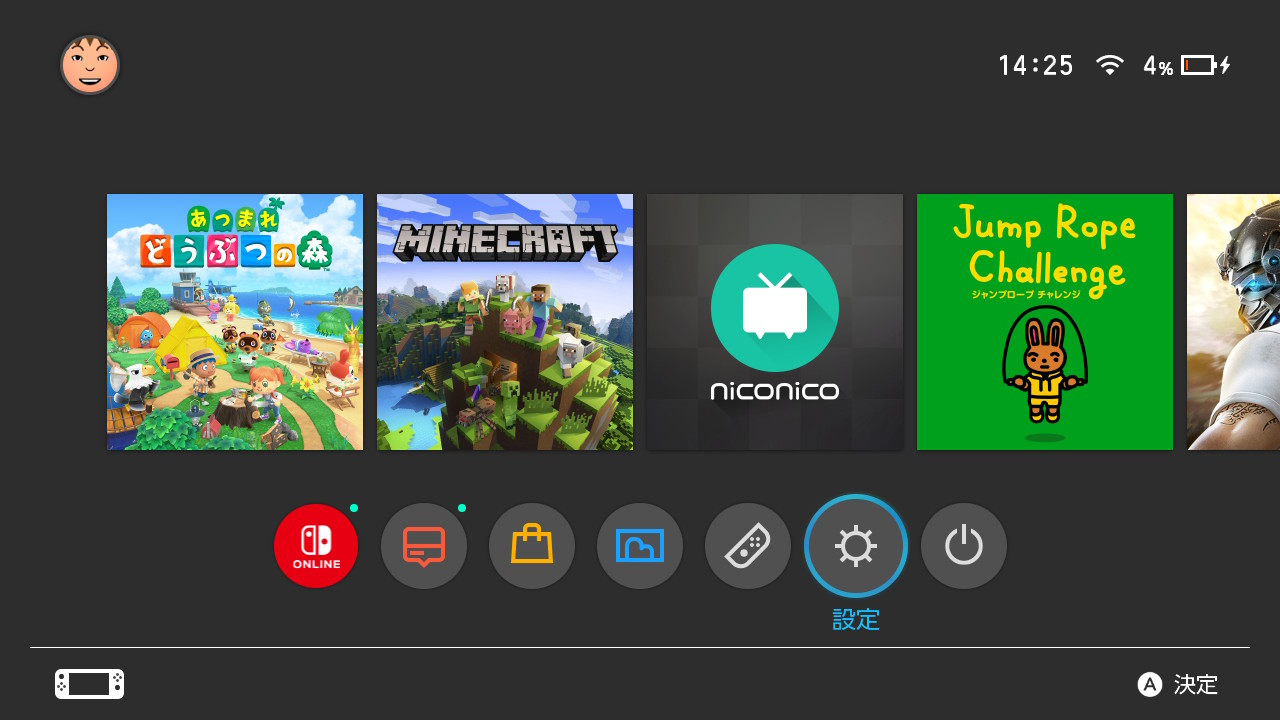 14:25 4%
あつまれ
どうぶつの森
MINECRAFT
niconico
Jump Rope
Challenge
ジャンプロープ チャレンジ
ONLINE
設定
A 決定